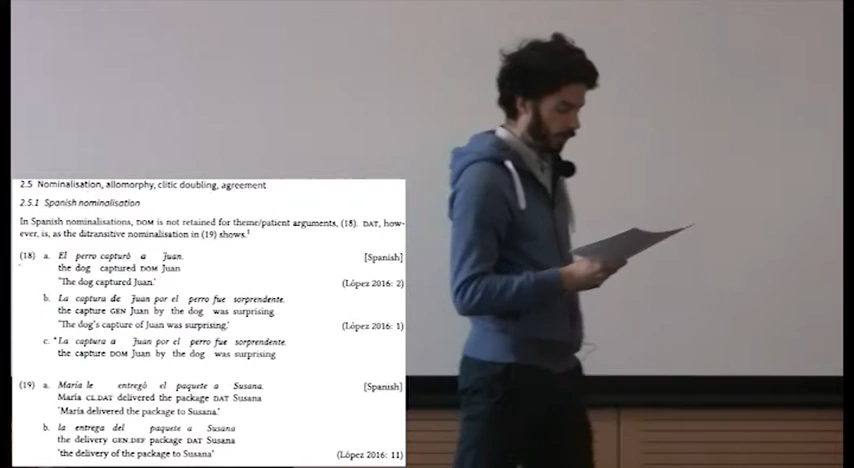 2.5 Nominalisation, allomorphy, clitic doubling, agreement
2.5.1 Spanish nominalisation
In Spanish nominalisations, DOM is not retained for theme/patient arguments, (18). DAT, how-
ever, is, as the ditransitive nominalisation in (19) shows.¹
(18) a. El perro capturó a Juan. [Spanish]
the dog captured DOM Juan
'The dog captured Juan.' (López 2016: 2)
b. La captura de Juan por el perro fue sorprendente.
the capture GEN Juan by the dog was surprising
'The dog's capture of Juan was surprising.' (López 2016: 1)
c. *La captura a Juan por el perro fue sorprendente.
the capture DOM Juan by the dog was surprising
(19) a. María le entregó el paquete a Susana. [Spanish]
María CL.DAT delivered the package DAT Susana
'María delivered the package to Susana.'
b. la entrega del paquete a Susana
the delivery GEN.DEF package DAT Susana
'the delivery of the package to Susana' (López 2016: 11)